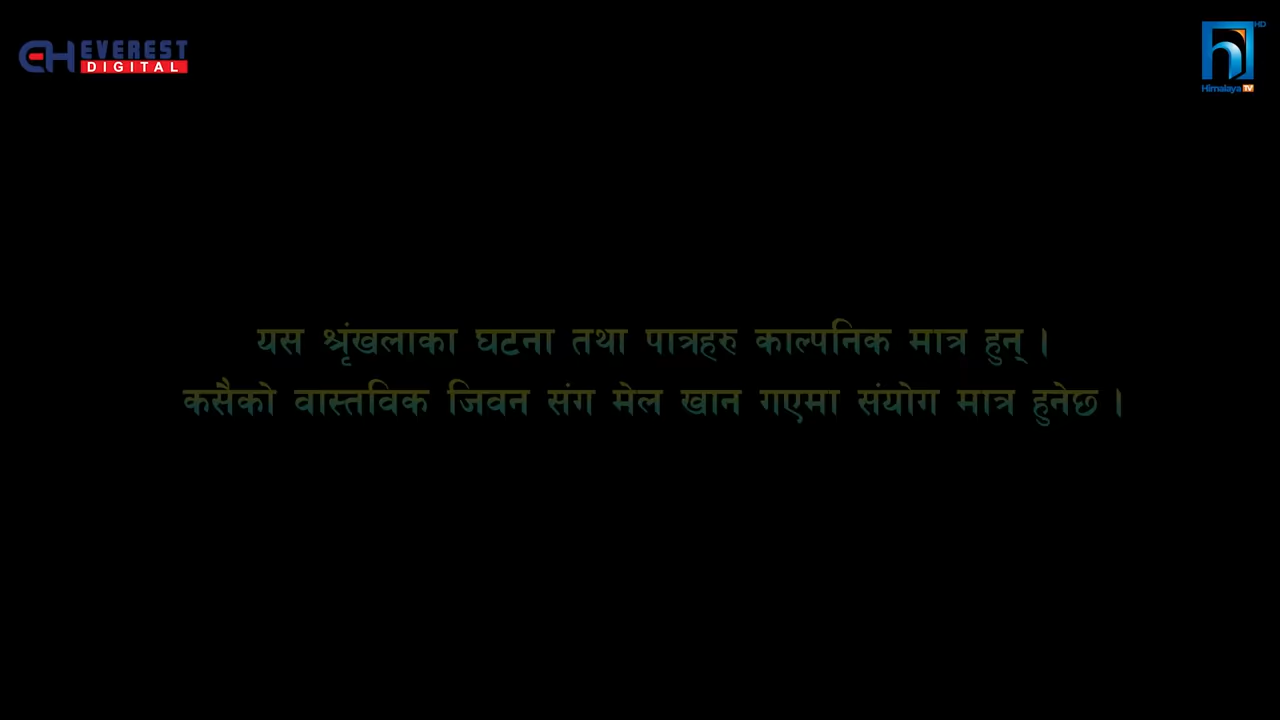 EVEREST
DIGITAL
HD
Himalaya TV
यस श्रृंखलाका घटना तथा पात्रहरु काल्पनिक मात्र हुन् ।
कसैको वास्तविक जिवन संग मेल खान गएमा संयोग मात्र हुनेछ ।